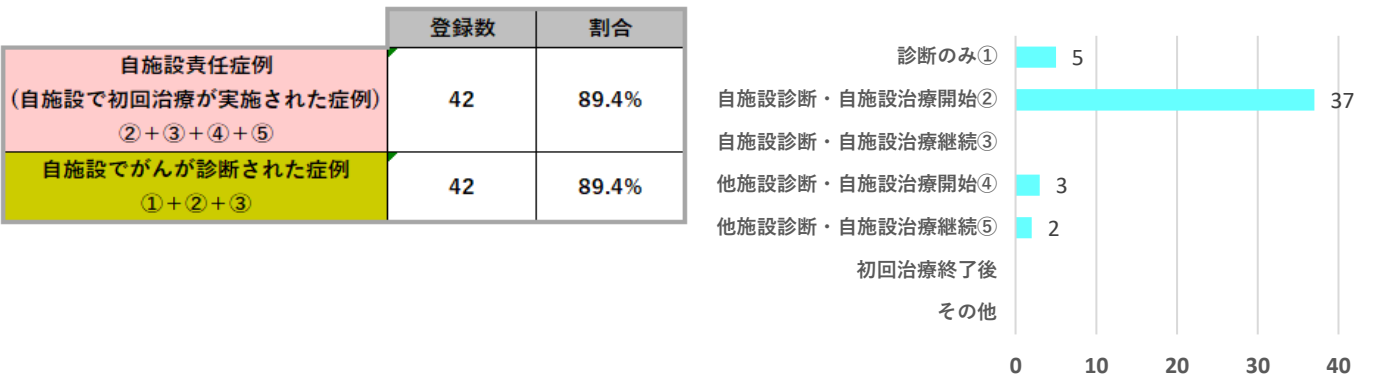 登録数 割合
自施設責任症例
(自施設で初回治療が実施された症例)
②+③+④+⑤
42 89.4%
自施設でがんが診断された症例
①+②+③
42 89.4%
診断のみ① 5
自施設診断・自施設治療開始② 37
自施設診断・自施設治療継続③
他施設診断・自施設治療開始④ 3
他施設診断・自施設治療継続⑤ 2
初回治療終了後
その他
0 10 20 30 40